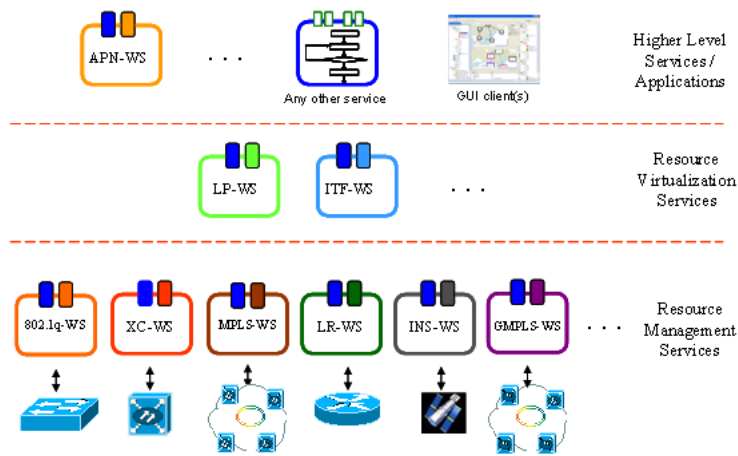 APN-WS
. . .
Any other service
GUI client(s)
Higher Level
Services /
Applications
LP-WS
ITF-WS
. . .
Resource
Virtualization
Services
802.1q-WS
XC-WS
MPLS-WS
LR-WS
INS-WS
GMPLS-WS
. . .
Resource
Management
Services